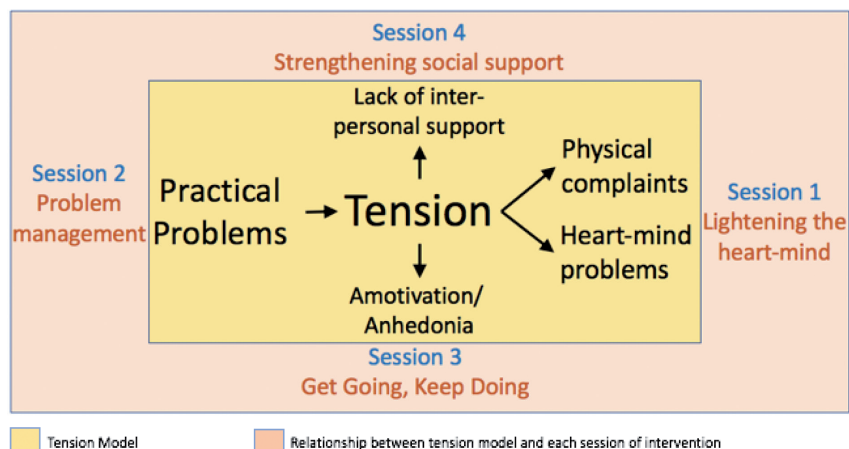 Session 4
Strengthening social support
Lack of inter-
personal support
Session 2
Problem
management
Practical
Problems
Tension
Physical
complaints
Heart-mind
problems
Session 1
Lightening the
heart-mind
Amotivation/
Anhedonia
Session 3
Get Going, Keep Doing
Tension Model
Relationship between tension model and each session of intervention